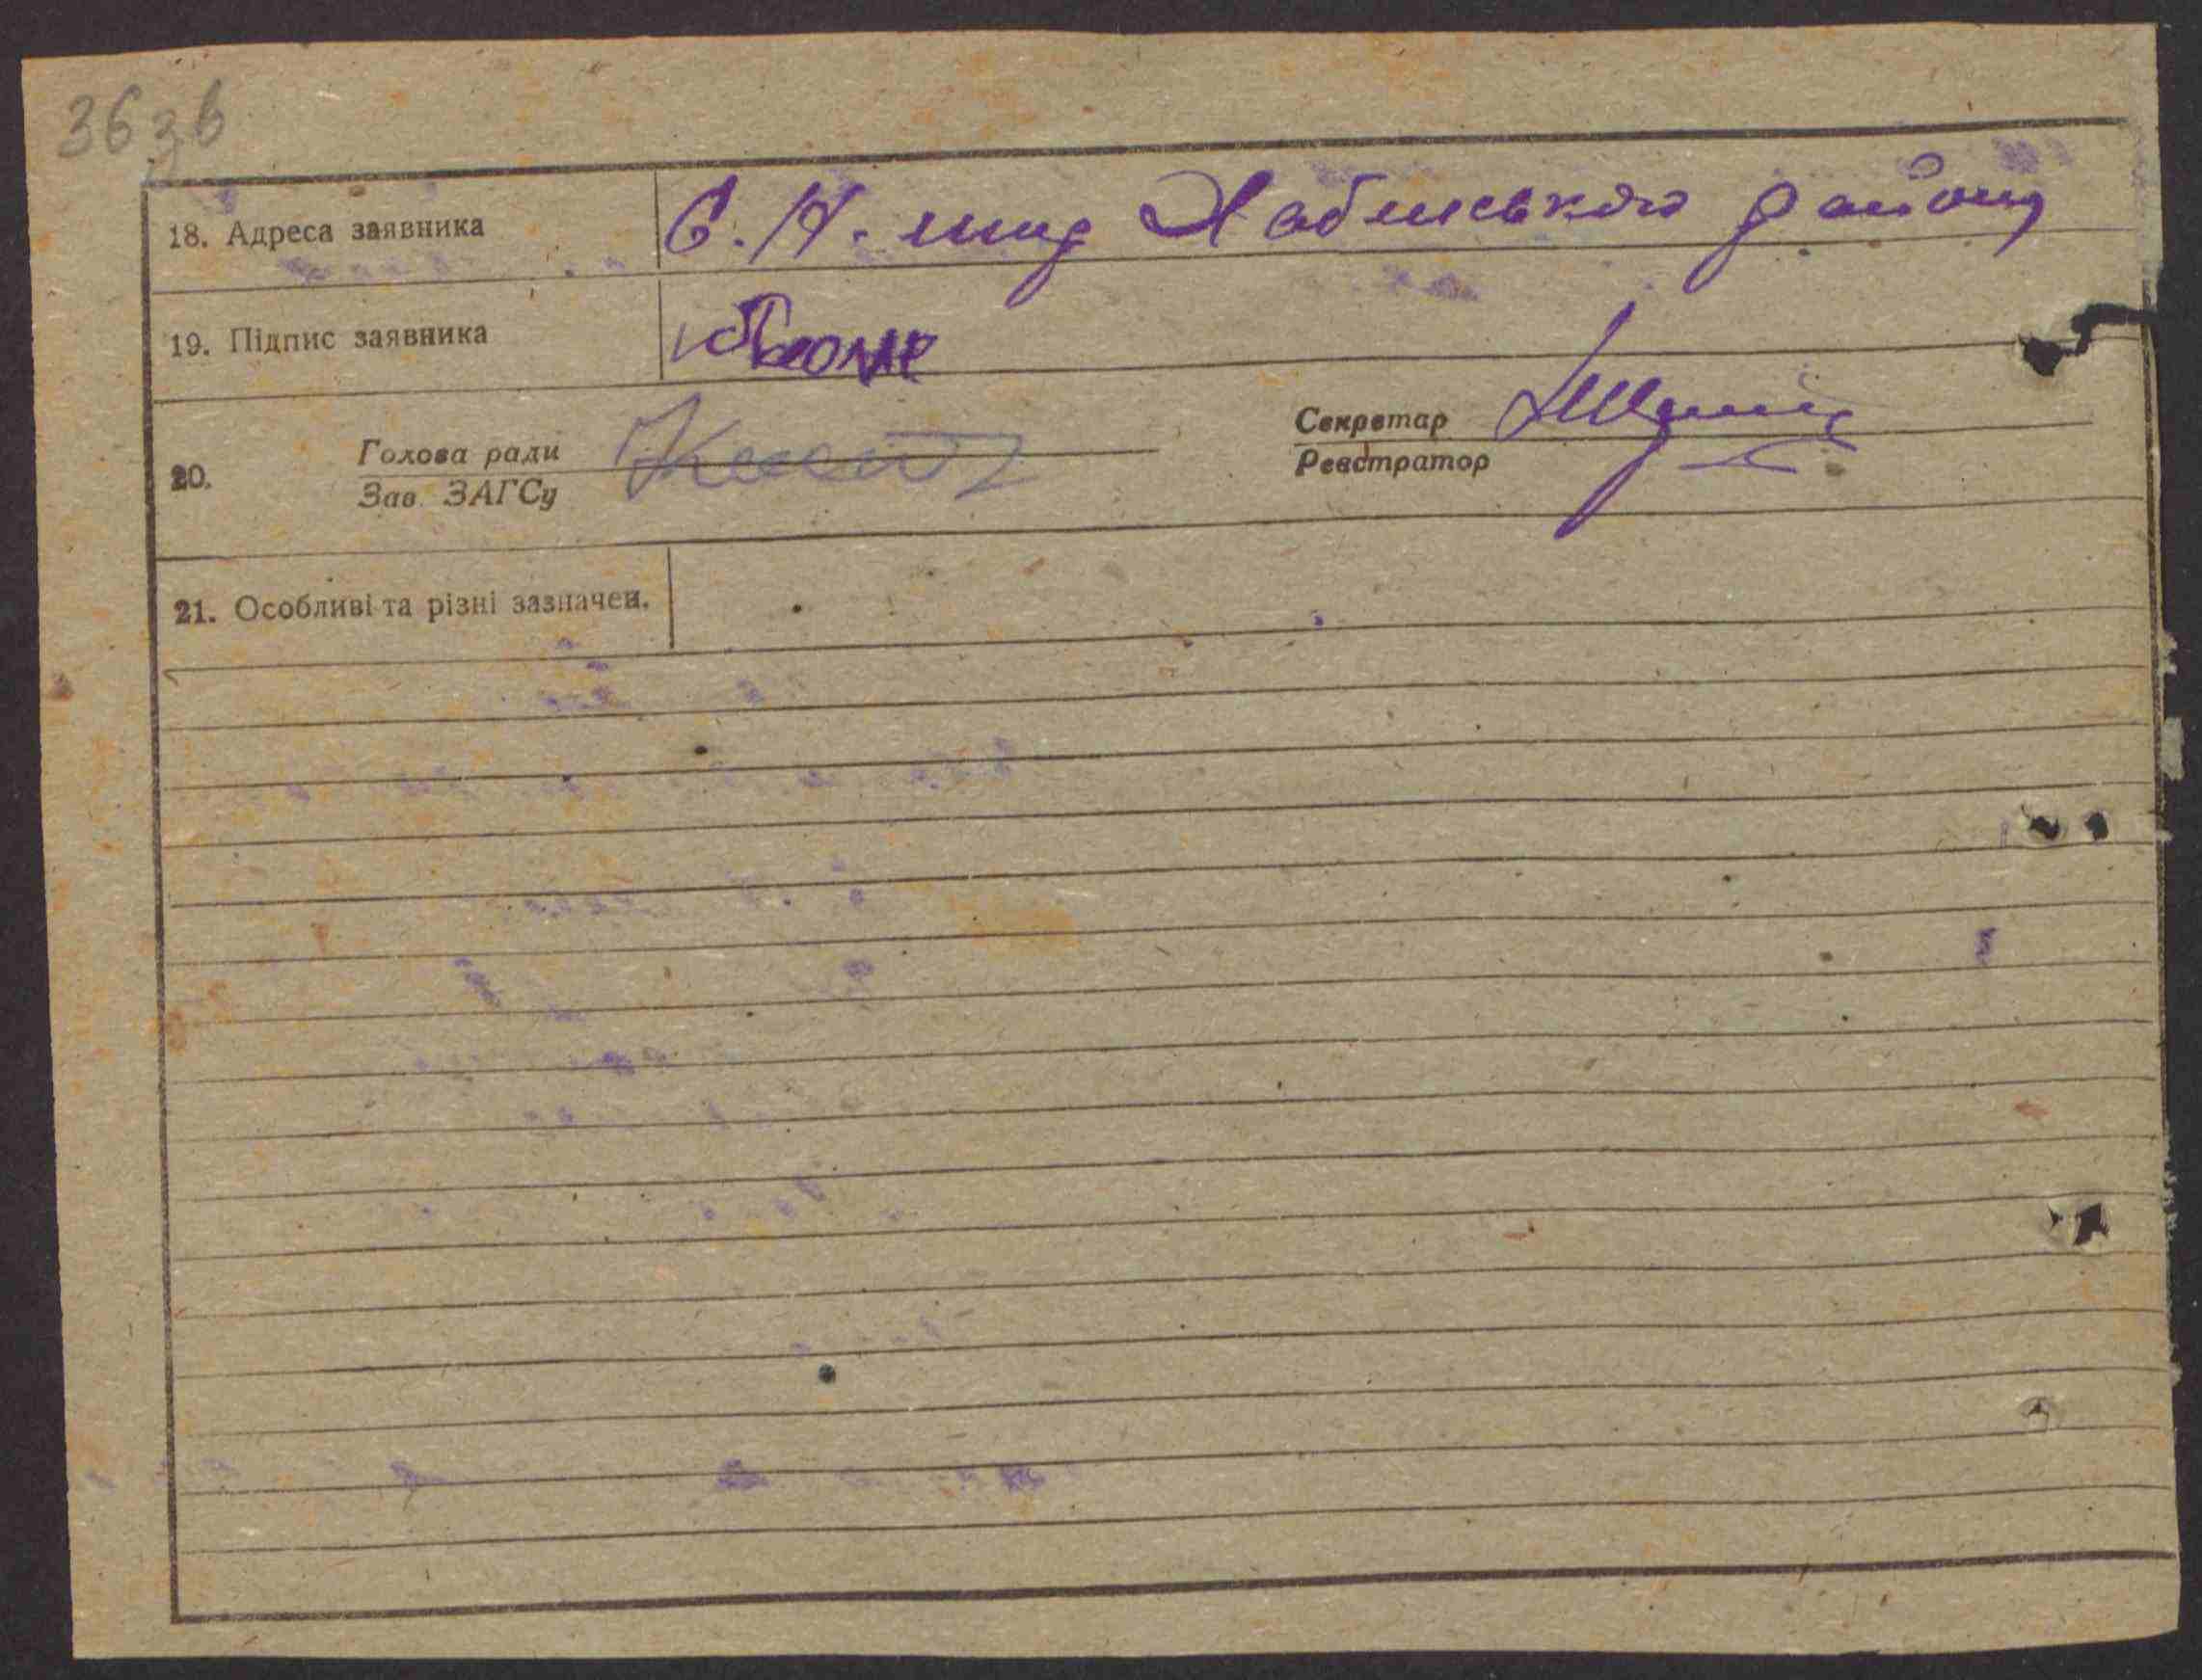 36зв
18. Адреса заявника С. Н. Хабенського району
19. Підпис заявника
20. Голова ради Секретар
Зав. ЗАГСу Реєстратор
21. Особливі та різні зазначен.